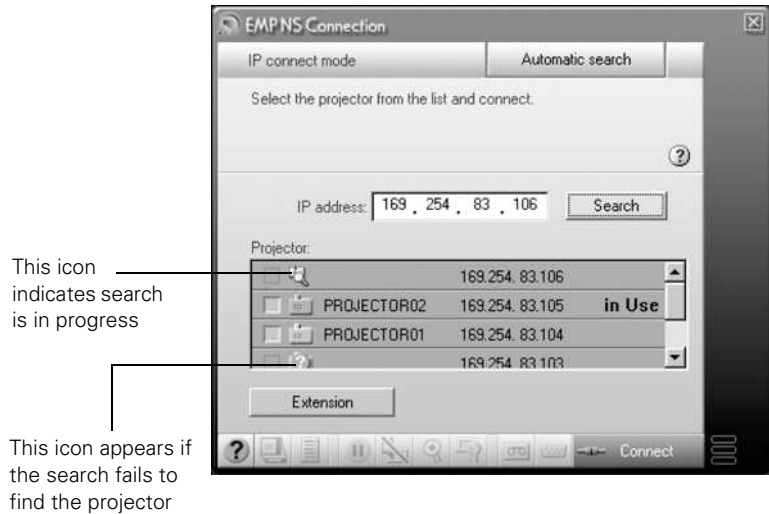 EMP NS Connection
IP connect mode Automatic search
Select the projector from the list and connect.
?
IP address: 169 . 254 . 83 . 106 Search
Projector:
169.254. 83.106
PROJECTOR02 169.254. 83.105 in Use
PROJECTOR01 169.254. 83.104
169.254. 83.103
Extension
? Connect
This icon
indicates search
is in progress
This icon appears if
the search fails to
find the projector